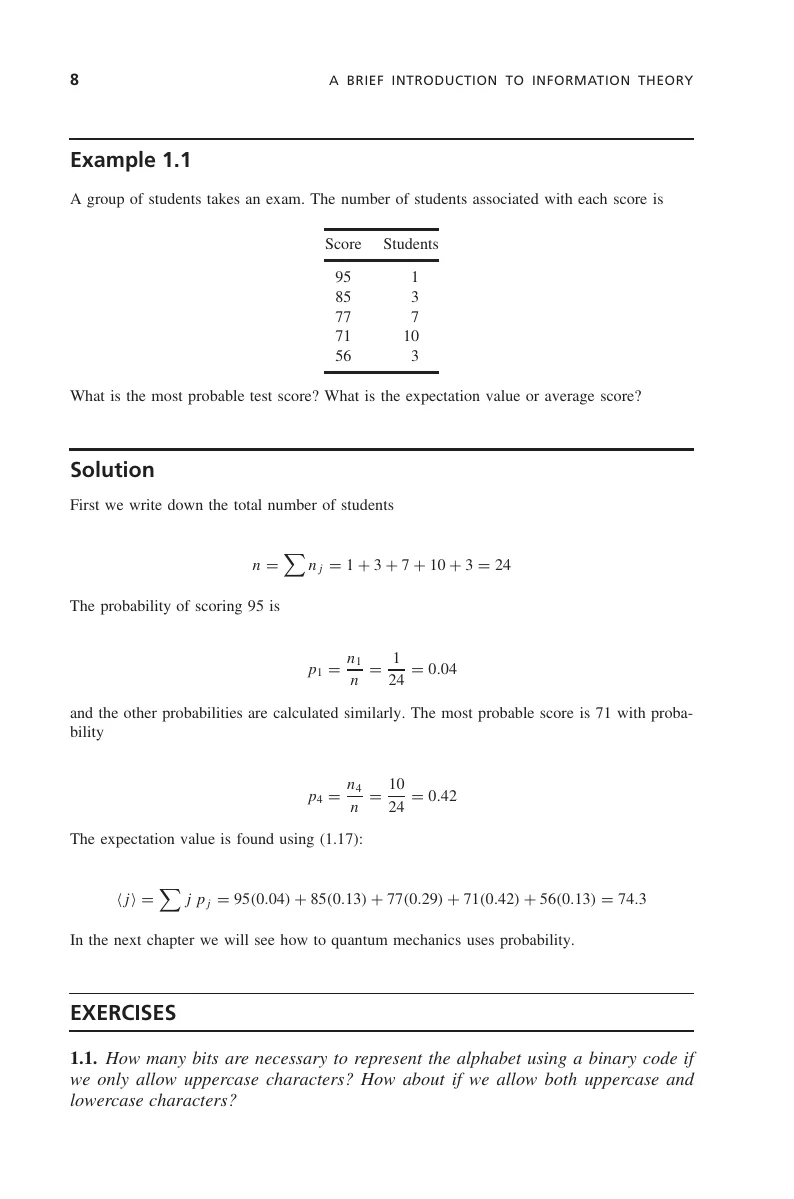 8 A BRIEF INTRODUCTION TO INFORMATION THEORY
Example 1.1
A group of students takes an exam. The number of students associated with each score is
Score Students
95 1
85 3
77 7
71 10
56 3
What is the most probable test score? What is the expectation value or average score?
Solution
First we write down the total number of students
n = ∑ n_j = 1 + 3 + 7 + 10 + 3 = 24
The probability of scoring 95 is
p_1 = n_1/n = 1/24 = 0.04
and the other probabilities are calculated similarly. The most probable score is 71 with proba-
bility
p_4 = n_4/n = 10/24 = 0.42
The expectation value is found using (1.17):
⟨j⟩ = ∑ j p_j = 95(0.04) + 85(0.13) + 77(0.29) + 71(0.42) + 56(0.13) = 74.3
In the next chapter we will see how to quantum mechanics uses probability.
EXERCISES
1.1. How many bits are necessary to represent the alphabet using a binary code if
we only allow uppercase characters? How about if we allow both uppercase and
lowercase characters?